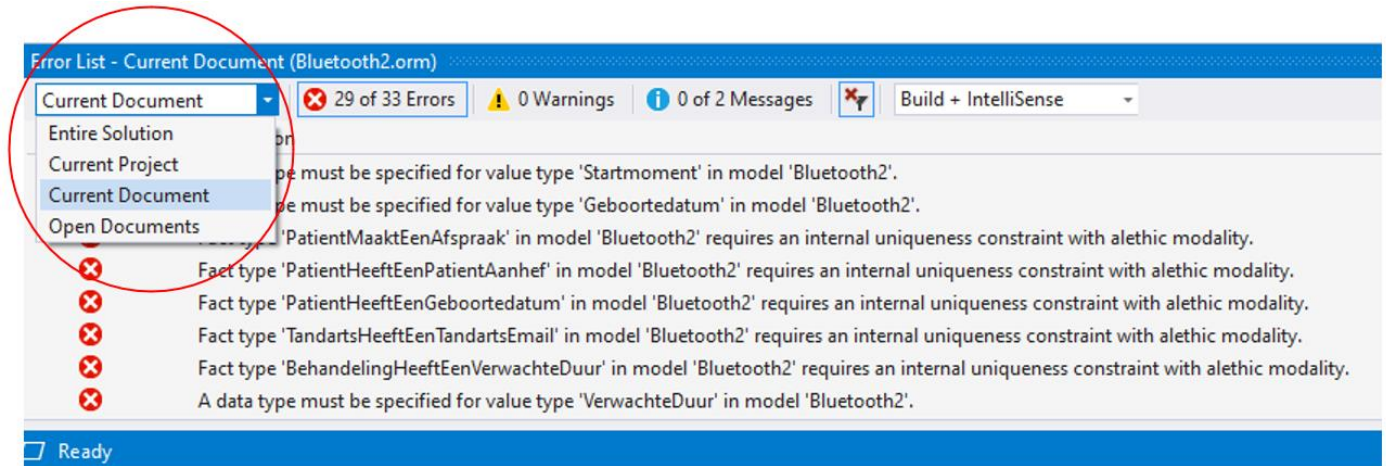 Error List - Current Document (Bluetooth2.orm)
Current Document 29 of 33 Errors 0 Warnings 0 of 2 Messages Build + IntelliSense
Entire Solution
Current Project
Current Document
Open Documents
must be specified for value type 'Startmoment' in model 'Bluetooth2'.
must be specified for value type 'Geboortedatum' in model 'Bluetooth2'.
'PatientMaaktEenAfspraak' in model 'Bluetooth2' requires an internal uniqueness constraint with alethic modality.
Fact type 'PatientHeeftEenPatientAanhef' in model 'Bluetooth2' requires an internal uniqueness constraint with alethic modality.
Fact type 'PatientHeeftEenGeboortedatum' in model 'Bluetooth2' requires an internal uniqueness constraint with alethic modality.
Fact type 'TandartsHeeftEenTandartsEmail' in model 'Bluetooth2' requires an internal uniqueness constraint with alethic modality.
Fact type 'BehandelingHeeftEenVerwachteDuur' in model 'Bluetooth2' requires an internal uniqueness constraint with alethic modality.
A data type must be specified for value type 'VerwachteDuur' in model 'Bluetooth2'.
Ready